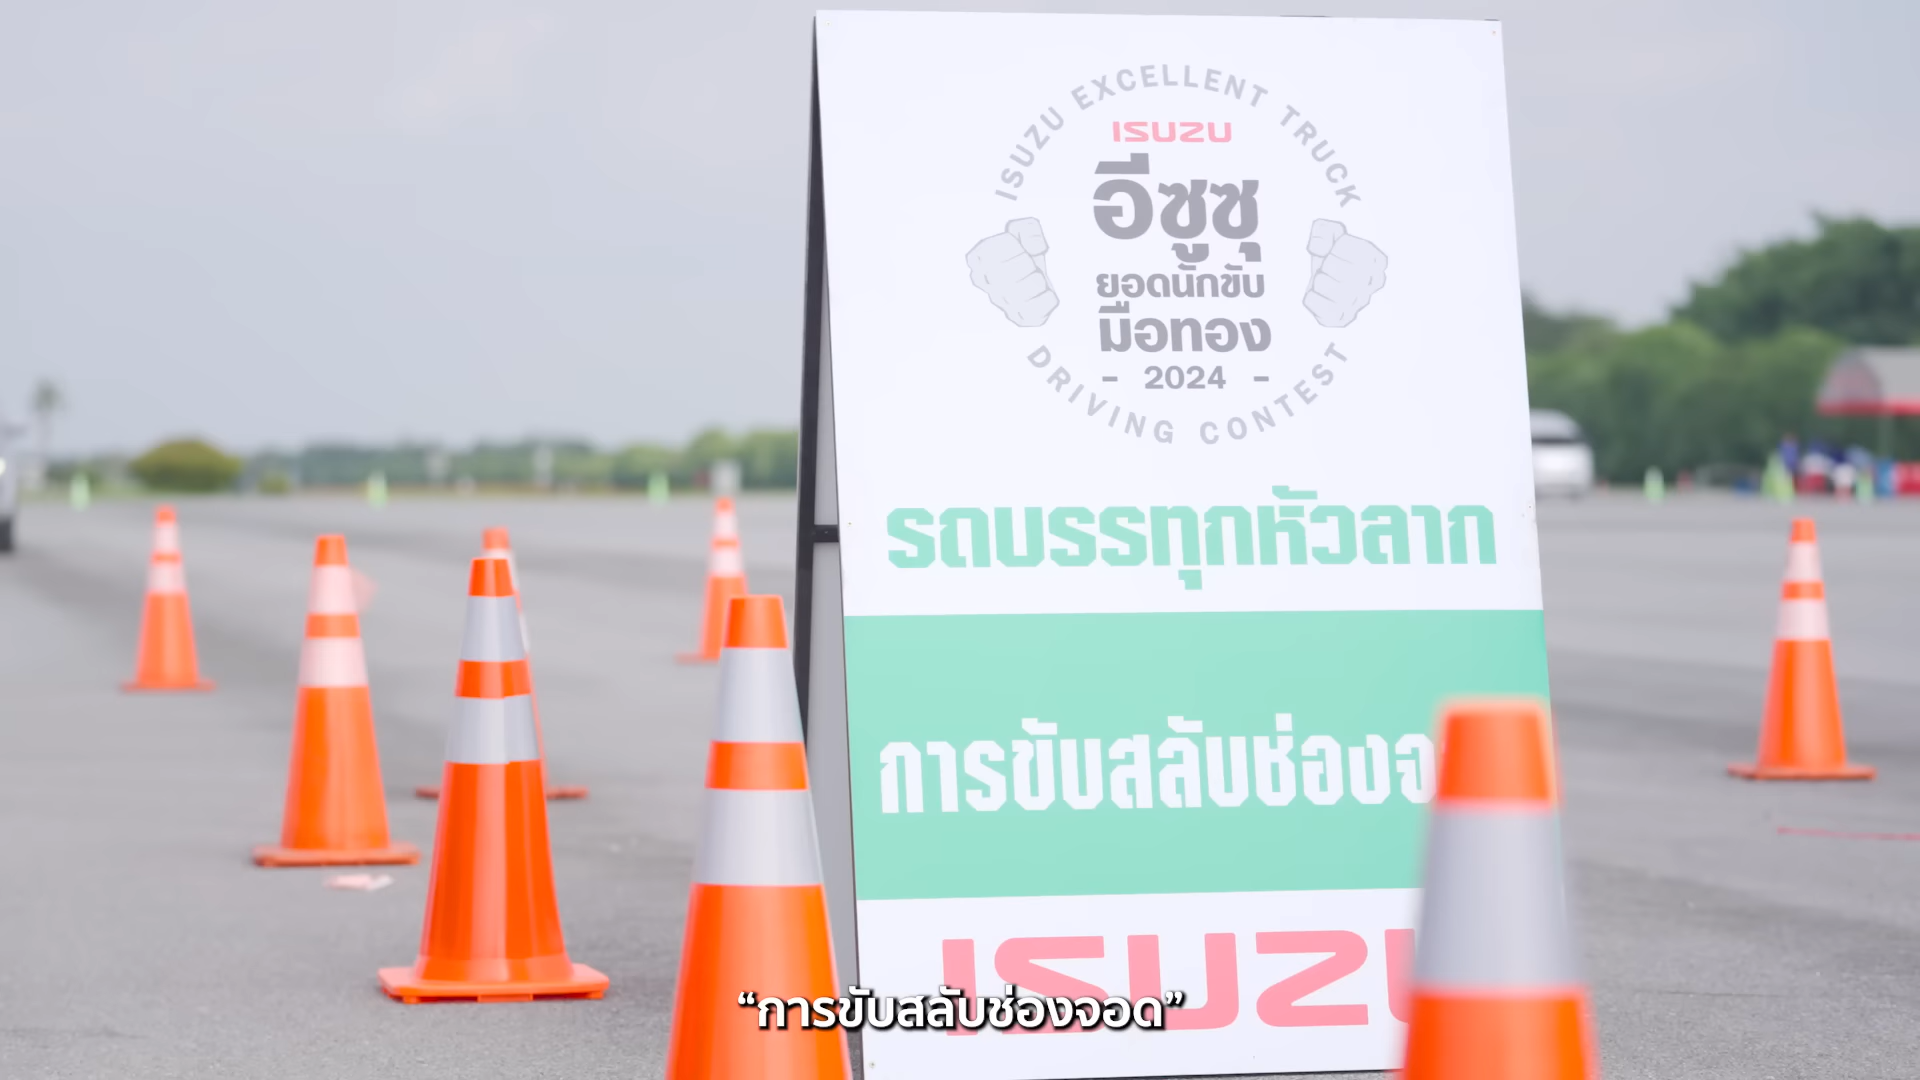 ISUZU EXCELLENT TRUCK
ISUZU
อีซูซุ
ยอดนักขับ
มือทอง
- 2024 -
DRIVING CONTEST
รถบรรทุกหัวลาก
การขับสลับช่องจ
ISUZU
“การขับสลับช่องจอด”